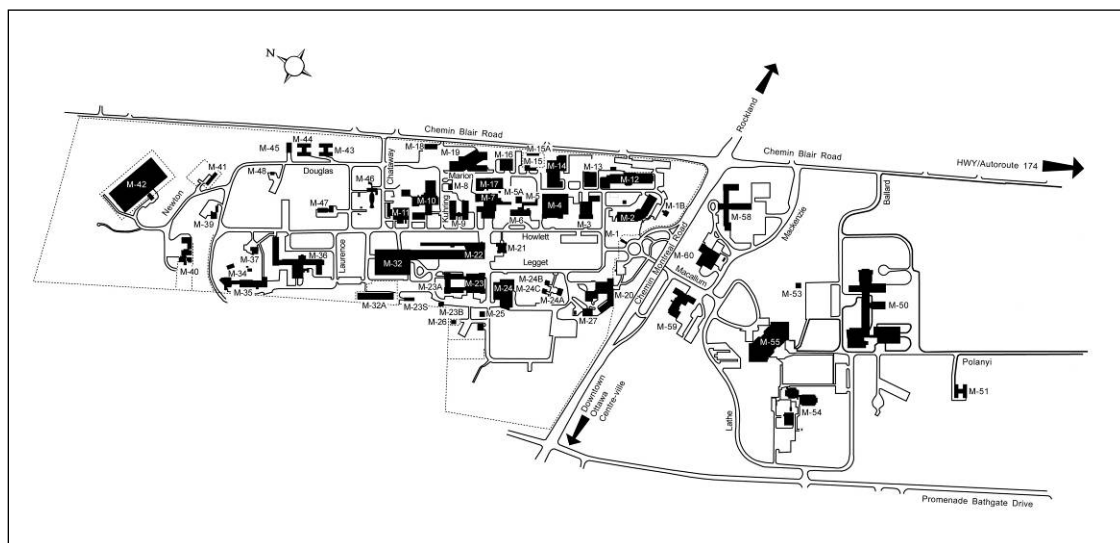 N
Rockland
Chemin Blair Road
Chemin Blair Road
HWY/Autoroute 174
M-18
M-19
M-16
M-15A
M-15
M-14
M-13
M-12
M-45
M-44
M-43
M-41
M-42
M-48
Douglas
M-46
Chataway
Marion
M-8
M-17
M-5A
M-5
Newton
M-39
M-47
M-11
M-10
Kuhring
M-9
M-7
M-6
M-4
M-3
M-2
M-1B
M-1
M-58
Mackenzie
Ballard
Howlett
M-21
Legget
M-22
M-32
Laurence
M-37
M-36
M-34
M-35
M-40
M-32A
M-23A
M-23
M-23S
M-23B
M-26
M-25
M-24
M-24B
M-24C
M-24A
M-27
M-20
Chemin Montreal Road
M-60
Macallum
M-59
M-53
M-50
M-55
Polanyi
M-51
M-54
Lathe
Downtown
Ottawa
Centre-ville
Promenade Bathgate Drive